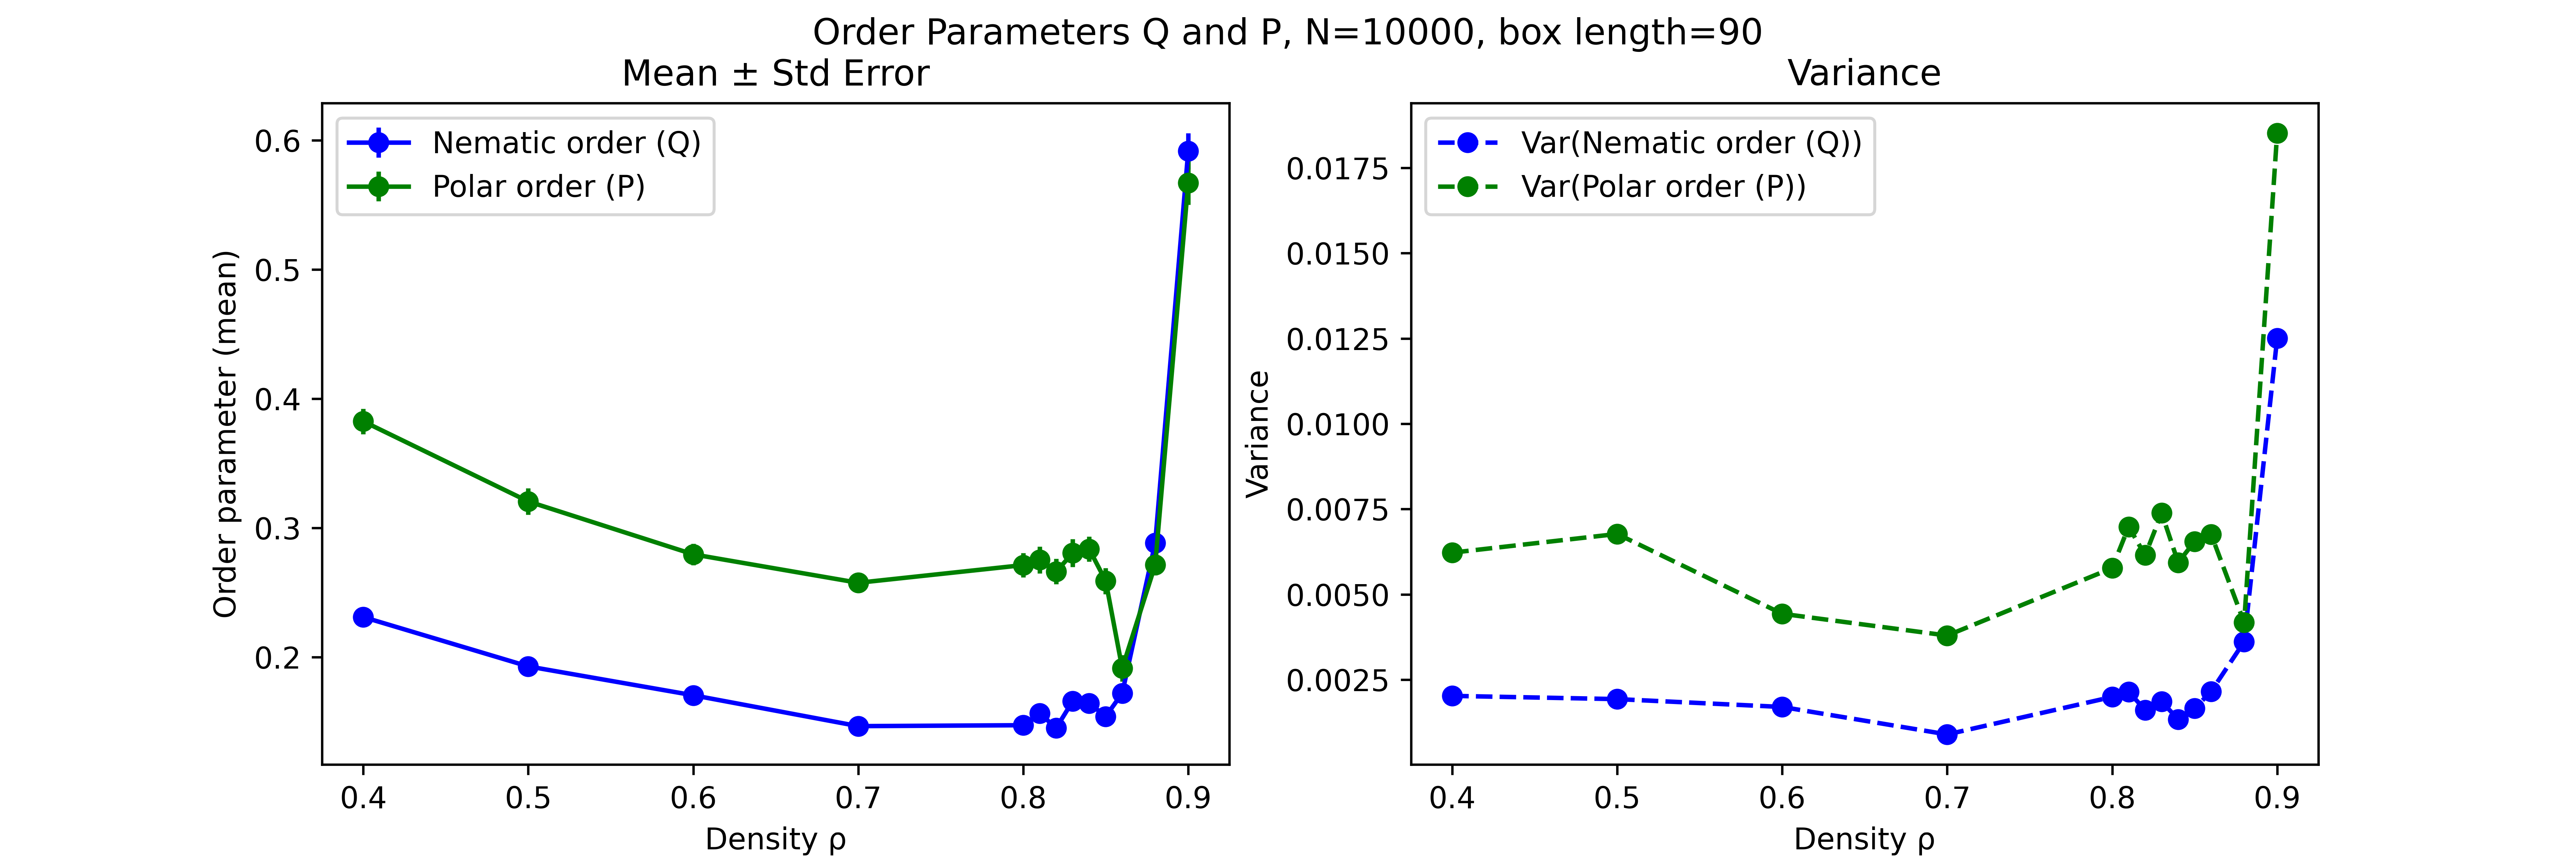 Order Parameters Q and P, N=10000, box length=90
Mean ± Std Error
Nematic order (Q)
Polar order (P)
0.6
0.5
0.4
0.3
0.2
Order parameter (mean)
0.4 0.5 0.6 0.7 0.8 0.9
Density ρ
Variance
Var(Nematic order (Q))
Var(Polar order (P))
0.0175
0.0150
0.0125
0.0100
0.0075
0.0050
0.0025
Variance
0.4 0.5 0.6 0.7 0.8 0.9
Density ρ